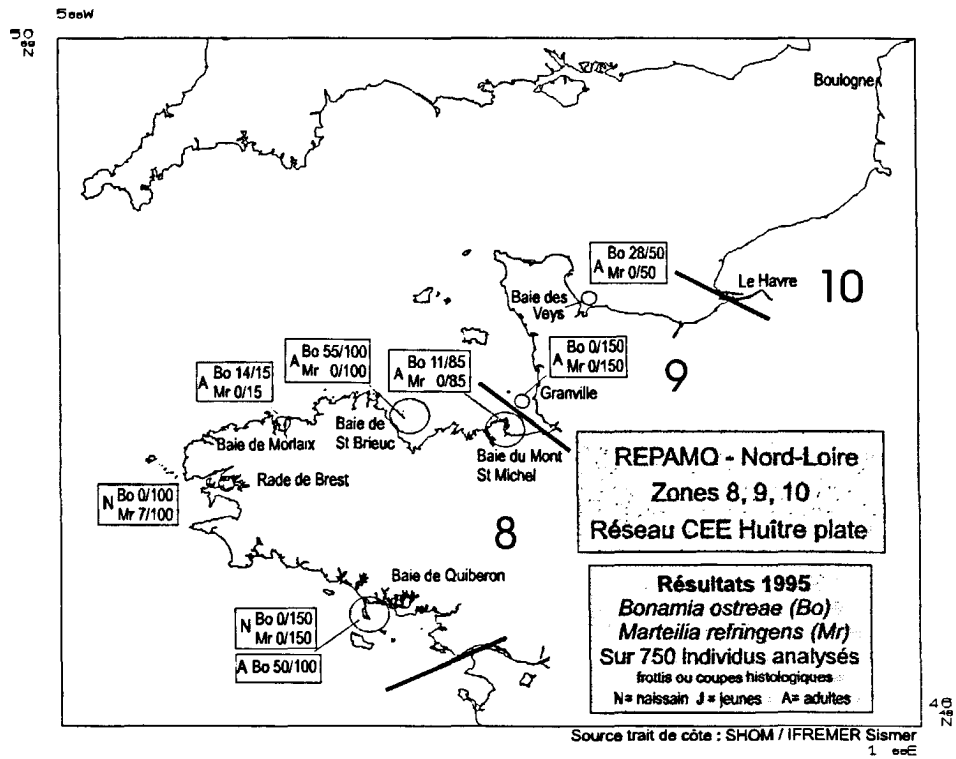 5°00W
50°00N
Boulogne
A Bo 28/50
Mr 0/50
Le Havre
10
Baie des
Veys
A Bo 0/150
Mr 0/150
9
Granville
A Bo 55/100
Mr 0/100
A Bo 11/85
Mr 0/85
A Bo 14/15
Mr 0/15
Baie de Morlaix
Baie de
St Brieuc
Baie du Mont
St Michel
Rade de Brest
N Bo 0/100
Mr 7/100
8
REPAMO - Nord-Loire
Zones 8, 9, 10
Réseau CEE Huître plate
Baie de Quiberon
N Bo 0/150
Mr 0/150
A Bo 50/100
Résultats 1995
Bonamia ostreae (Bo)
Marteilia refringens (Mr)
Sur 750 individus analysés
frottis ou coupes histologiques
N= naissain J = jeunes A= adultes
Source trait de côte : SHOM / IFREMER Sismer